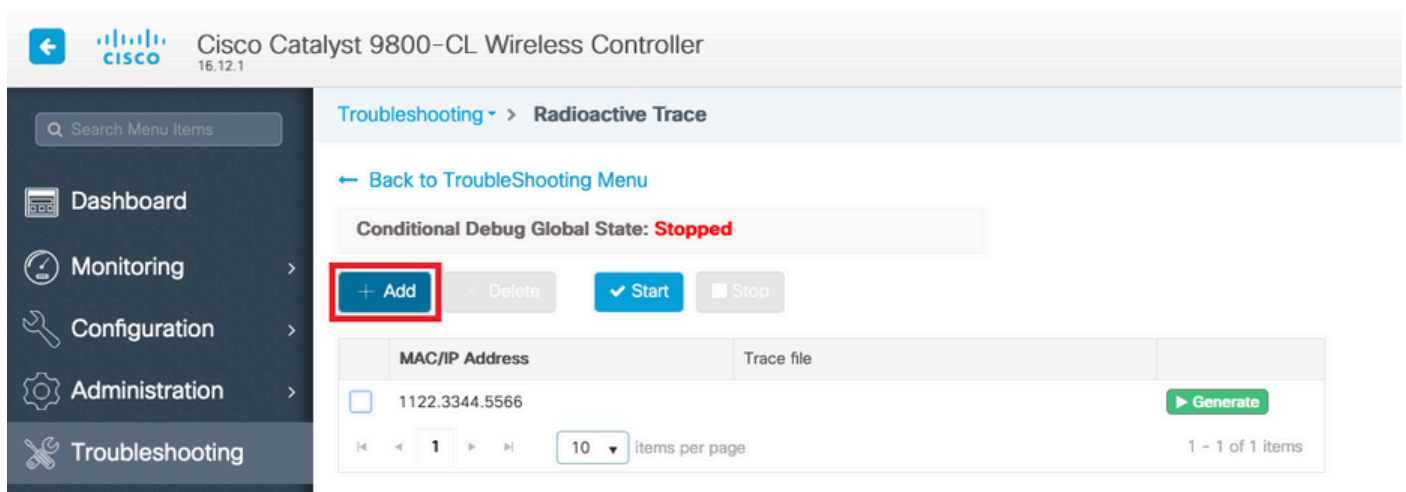 CISCO
Cisco Catalyst 9800-CL Wireless Controller
16.12.1
Search Menu Items
Dashboard
Monitoring
Configuration
Administration
Troubleshooting
Troubleshooting > Radioactive Trace
← Back to TroubleShooting Menu
Conditional Debug Global State: Stopped
+ Add × Delete ✔ Start Stop
MAC/IP Address Trace file
1122.3344.5566 Generate
1 10 items per page 1 - 1 of 1 items